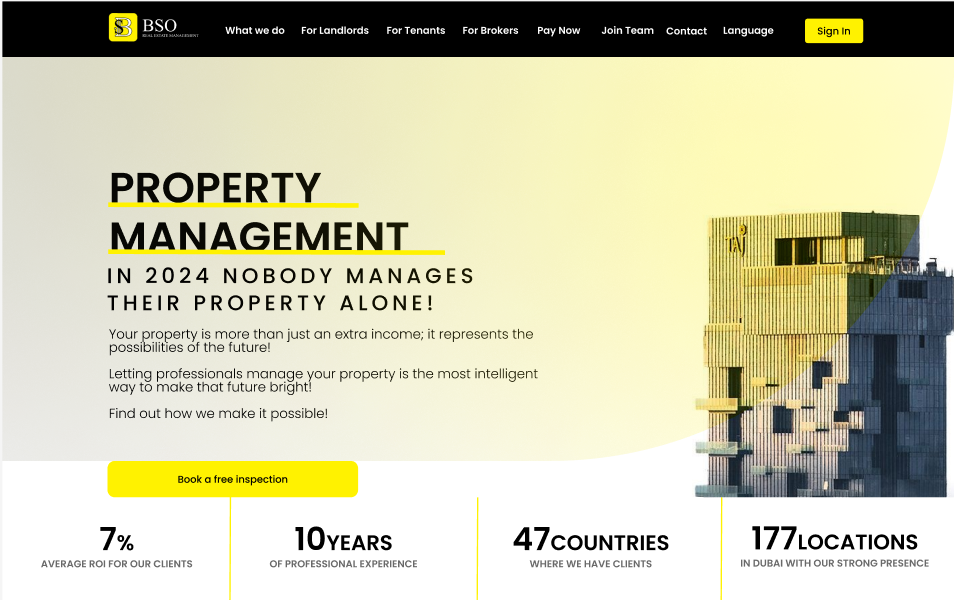 SB BSO
REAL ESTATE MANAGEMENT
What we do For Landlords For Tenants For Brokers Pay Now Join Team Contact Language Sign In
PROPERTY
MANAGEMENT
IN 2024 NOBODY MANAGES
THEIR PROPERTY ALONE!
Your property is more than just an extra income; it represents the
possibilities of the future!
Letting professionals manage your property is the most intelligent
way to make that future bright!
Find out how we make it possible!
TAJ
Book a free inspection
7%
AVERAGE ROI FOR OUR CLIENTS
10YEARS
OF PROFESSIONAL EXPERIENCE
47COUNTRIES
WHERE WE HAVE CLIENTS
177LOCATIONS
IN DUBAI WITH OUR STRONG PRESENCE